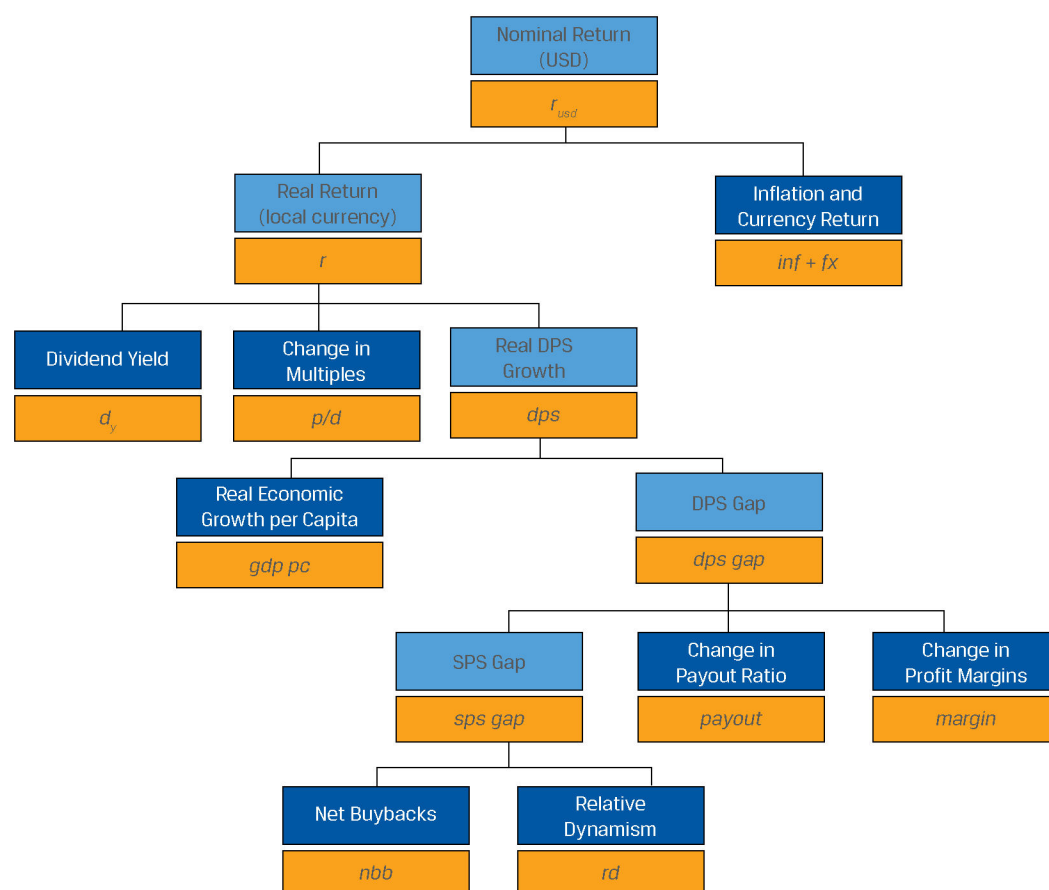 Nominal Return
(USD)
r_usd
Real Return
(local currency)
r
Inflation and
Currency Return
inf + fx
Dividend Yield
d_y
Change in
Multiples
p/d
Real DPS
Growth
dps
Real Economic
Growth per Capita
gdp pc
DPS Gap
dps gap
SPS Gap
sps gap
Change in
Payout Ratio
payout
Change in
Profit Margins
margin
Net Buybacks
nbb
Relative
Dynamism
rd